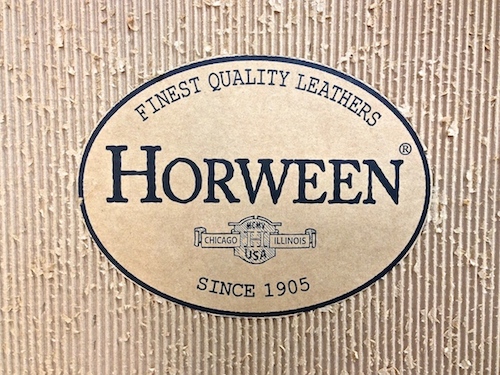 FINEST QUALITY LEATHERS
HORWEEN®
MCMV
CHICAGO H ILLINOIS
USA
SINCE 1905